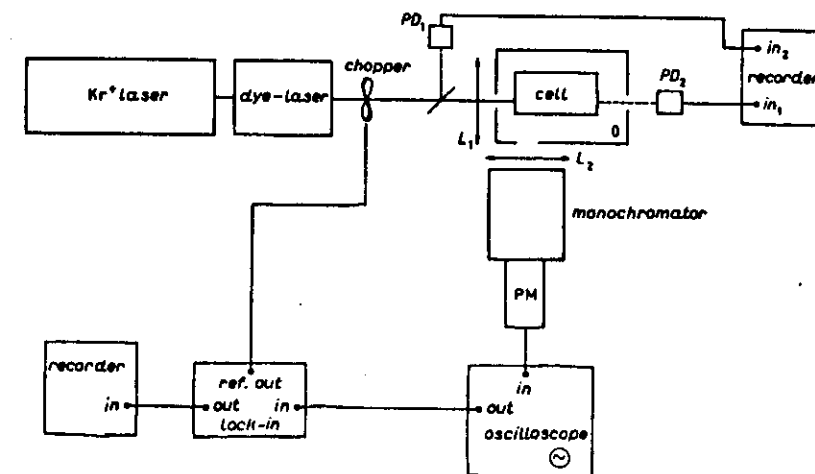 PD1
in2
recorder
in1
chopper
Kr+ laser
dye-laser
cell
PD2
O
L1
L2
monochromator
PM
recorder
in
ref. out
out
in
lock-in
in
out
oscilloscope
~